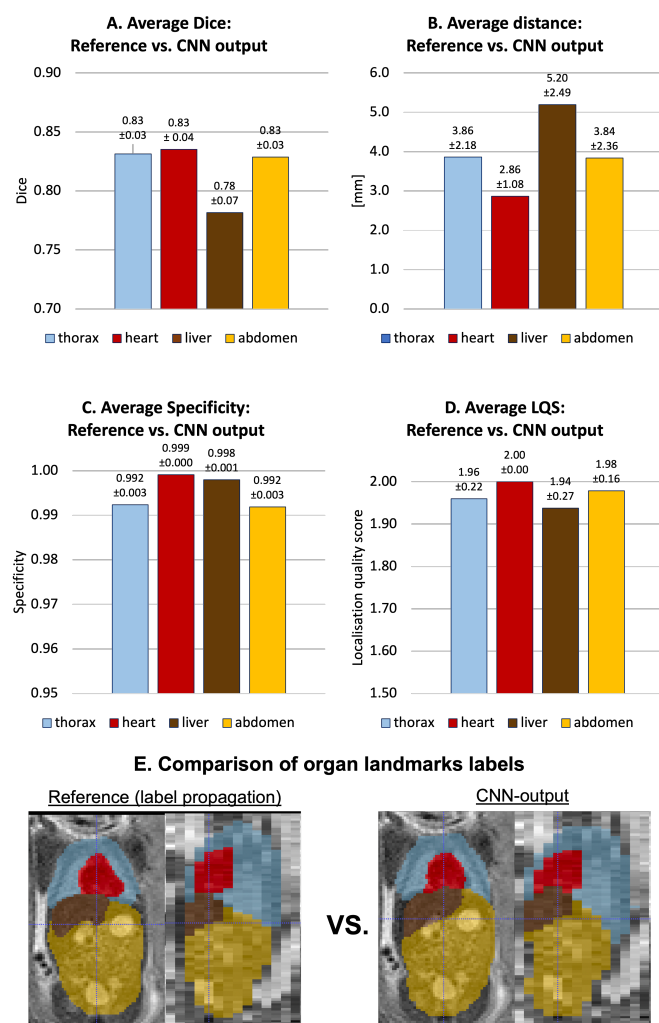 A. Average Dice:
Reference vs. CNN output
0.90
0.85
0.80
0.75
0.70
Dice
0.83
±0.03
0.83
± 0.04
0.78
±0.07
0.83
±0.03
thorax heart liver abdomen
B. Average distance:
Reference vs. CNN output
6.0
5.0
4.0
3.0
2.0
1.0
0.0
[mm]
3.86
±2.18
2.86
±1.08
5.20
±2.49
3.84
±2.36
thorax heart liver abdomen
C. Average Specificity:
Reference vs. CNN output
1.00
0.99
0.98
0.97
0.96
0.95
Specificity
0.992
±0.003
0.999
±0.000
0.998
±0.001
0.992
±0.003
thorax heart liver abdomen
D. Average LQS:
Reference vs. CNN output
2.00
1.90
1.80
1.70
1.60
1.50
Localisation quality score
1.96
±0.22
2.00
±0.00
1.94
±0.27
1.98
±0.16
thorax heart liver abdomen
E. Comparison of organ landmarks labels
Reference (label propagation)
CNN-output
VS.